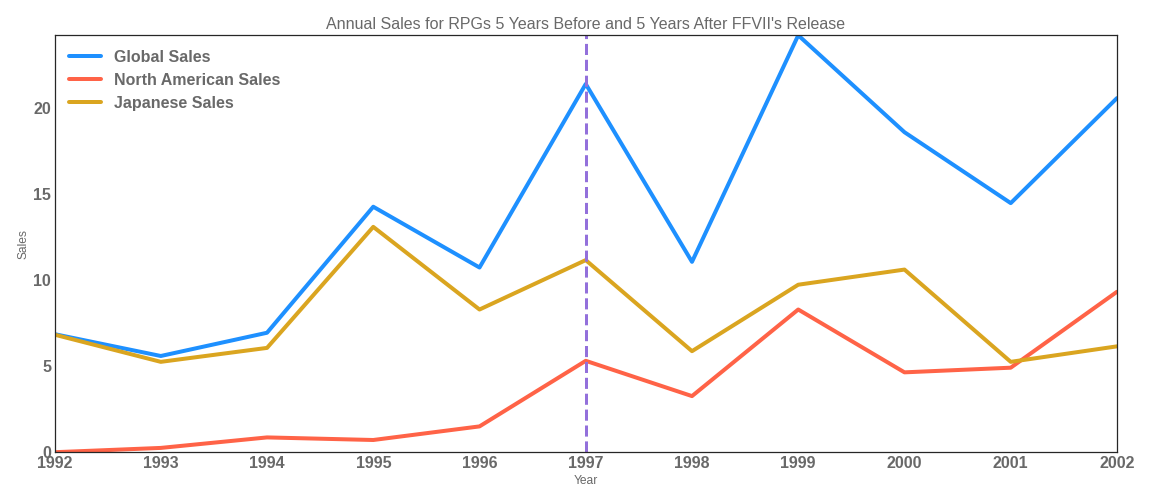 Annual Sales for RPGs 5 Years Before and 5 Years After FFVII's Release
Global Sales
North American Sales
Japanese Sales
20
15
10
5
0
Sales
1992 1993 1994 1995 1996 1997 1998 1999 2000 2001 2002
Year